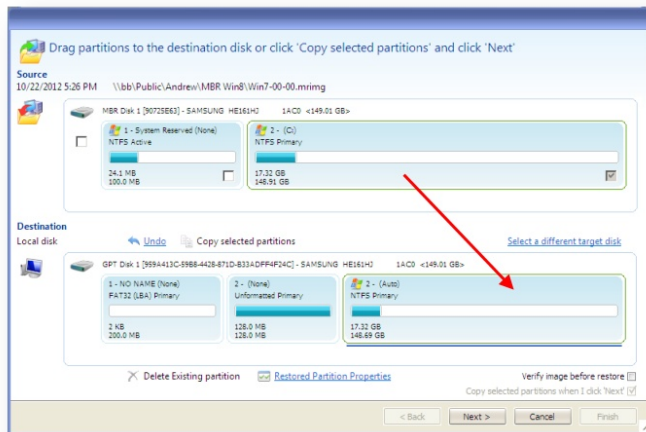 Drag partitions to the destination disk or click 'Copy selected partitions' and click 'Next'
Source
10/22/2012 5:26 PM \\bb\Public\Andrew\MBR Win8\Win7-00-00.mrimg
MBR Disk 1 [90725E63] - SAMSUNG HE161HJ 1AC0 <149.01 GB>
1 - System Reserved (None)
NTFS Active
24.1 MB
100.0 MB
2 - (C:)
NTFS Primary
17.32 GB
148.91 GB
Destination
Local disk Undo Copy selected partitions Select a different target disk
GPT Disk 1 [959A413C-59B8-4428-871D-B33ADFF4F24C] - SAMSUNG HE161HJ 1AC0 <149.01 GB>
1 - NO NAME (None)
FAT32 (LBA) Primary
2 KB
200.0 MB
2 - (None)
Unformatted Primary
128.0 MB
128.0 MB
2 - (Auto)
NTFS Primary
17.32 GB
148.69 GB
Delete Existing partition Restored Partition Properties Verify image before restore
Copy selected partitions when I click 'Next'
< Back Next > Cancel Finish